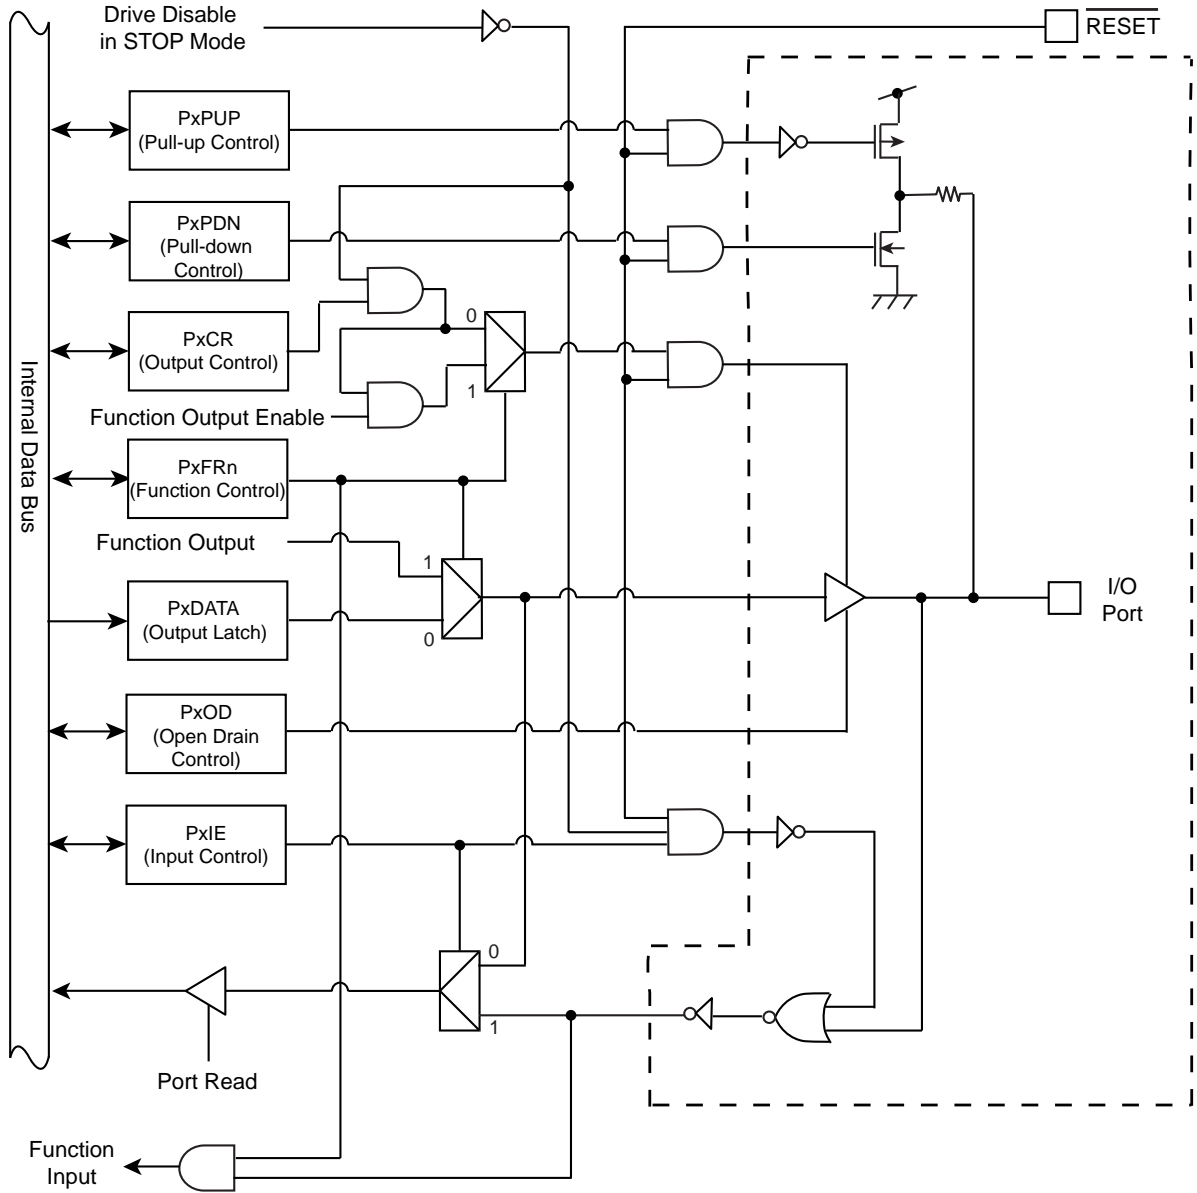 Drive Disable
in STOP Mode
RESET
PxPUP
(Pull-up Control)
PxPDN
(Pull-down
Control)
PxCR
(Output Control)
0
1
Function Output Enable
Internal Data Bus
PxFRn
(Function Control)
Function Output
1
0
PxDATA
(Output Latch)
I/O
Port
PxOD
(Open Drain
Control)
PxIE
(Input Control)
0
1
Port Read
Function
Input